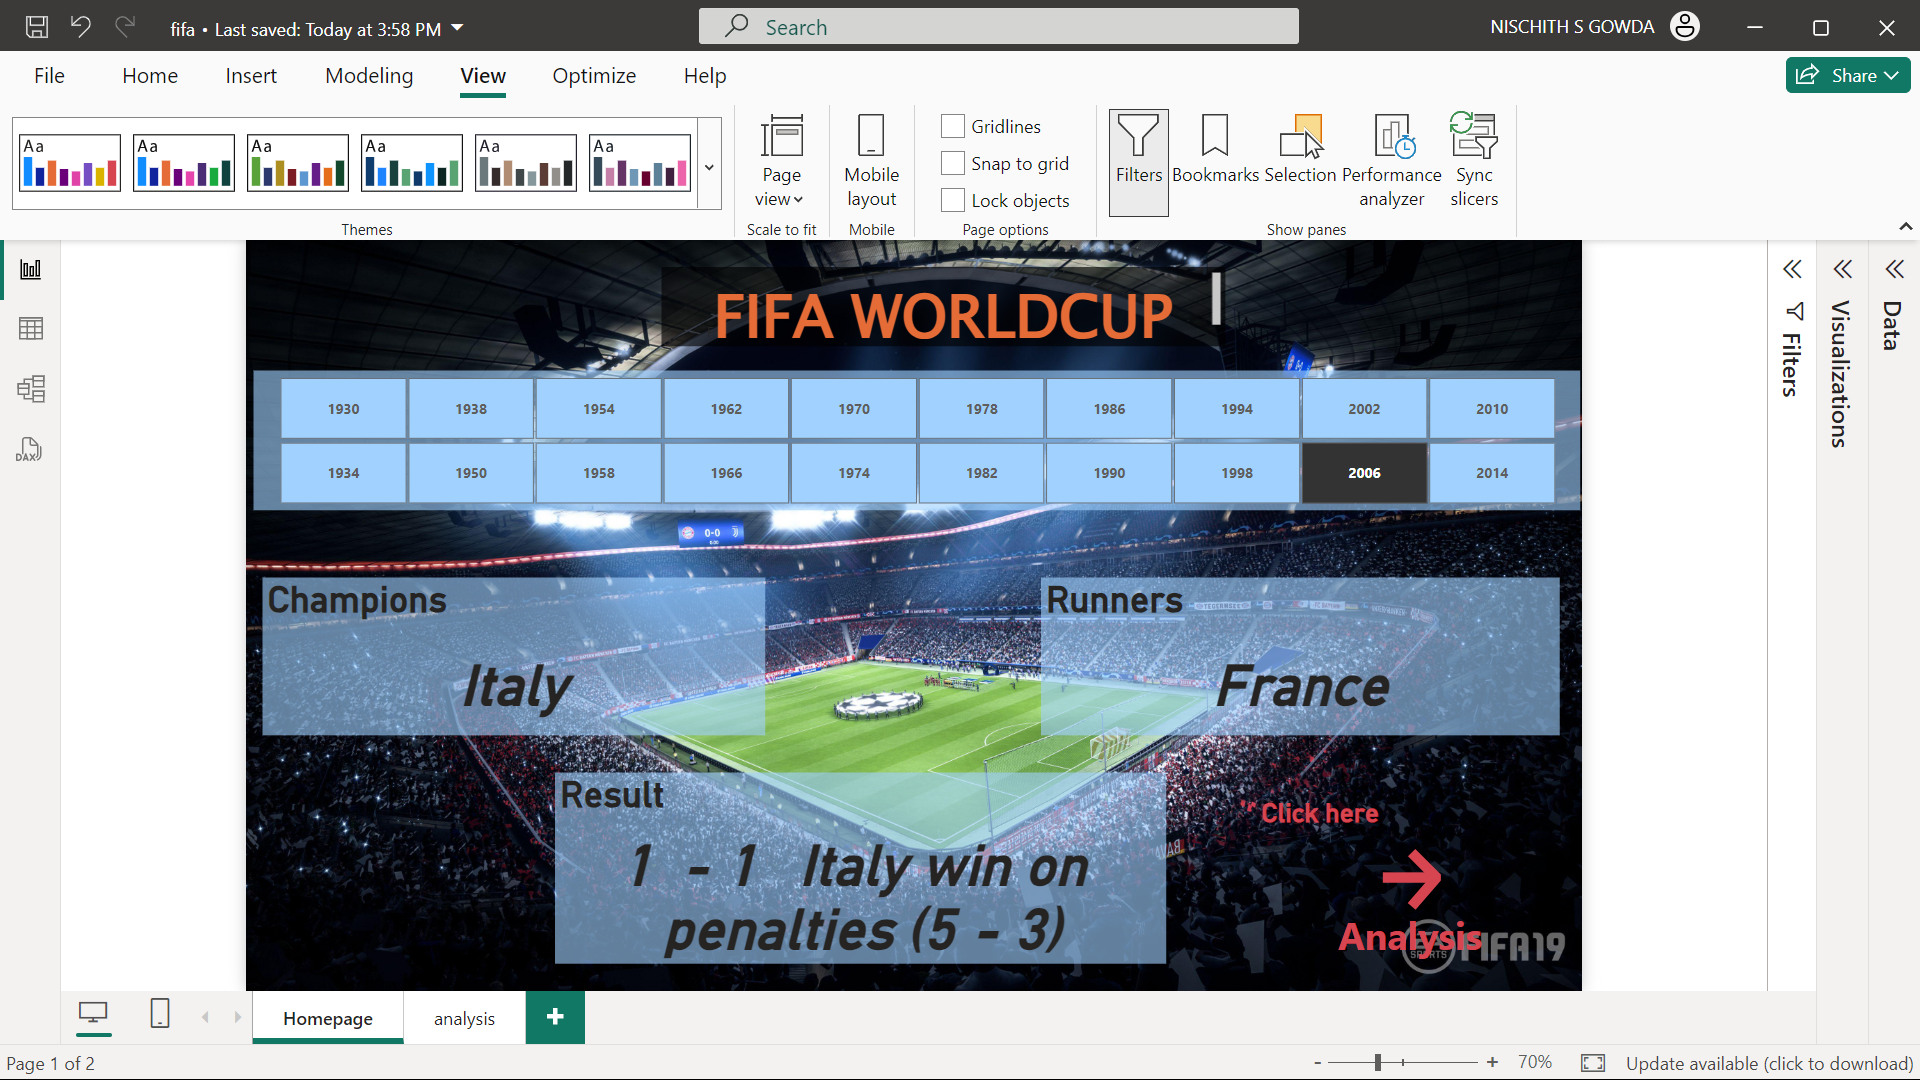 fifa • Last saved: Today at 3:58 PM
Search
NISCHITH S GOWDA
File
Home
Insert
Modeling
View
Optimize
Help
Share
Aa
Aa
Aa
Aa
Aa
Aa
Themes
Page view
Scale to fit
Mobile layout
Mobile
Gridlines
Snap to grid
Lock objects
Page options
Filters
Bookmarks
Selection
Performance analyzer
Sync slicers
Show panes
DAX
FIFA WORLDCUP
1930 1938 1954 1962 1970 1978 1986 1994 2002 2010
1934 1950 1958 1966 1974 1982 1990 1998 2006 2014
0-0
Champions
Italy
Runners
France
Result
1 - 1 Italy win on
penalties (5 - 3)
Click here
Analysis
EA SPORTS FIFA19
Filters
Visualizations
Data
Homepage
analysis
Page 1 of 2
- + 70%
Update available (click to download)